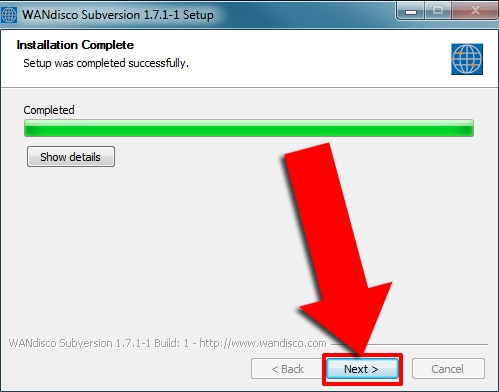 WANdisco Subversion 1.7.1-1 Setup
Installation Complete
Setup was completed successfully.
Completed
Show details
WANdisco Subversion 1.7.1-1 Build: 1 - http://www.wandisco.com
< Back
Next >
Cancel